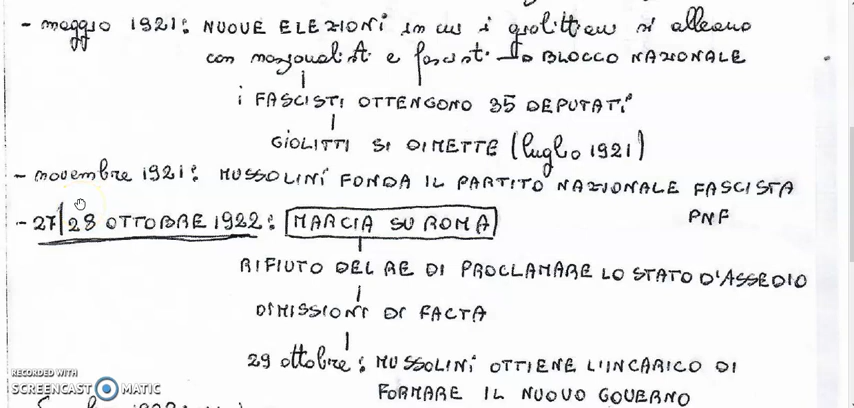 - maggio 1921: NUOVE ELEZIONI in cui i giolittiani si alleano
con nazionalisti e fascisti → BLOCCO NAZIONALE
i FASCISTI OTTENGONO 35 DEPUTATI
GIOLITTI SI DIMETTE (luglio 1921)
- novembre 1921: MUSSOLINI FONDA IL PARTITO NAZIONALE FASCISTA
PNF
- 27/28 OTTOBRE 1922: MARCIA SU ROMA
RIFIUTO DEL RE DI PROCLAMARE LO STATO D'ASSEDIO
DIMISSIONI DI FACTA
29 ottobre: MUSSOLINI OTTIENE L'INCARICO DI
FORMARE IL NUOVO GOVERNO
RECORDED WITH
SCREENCAST MATIC